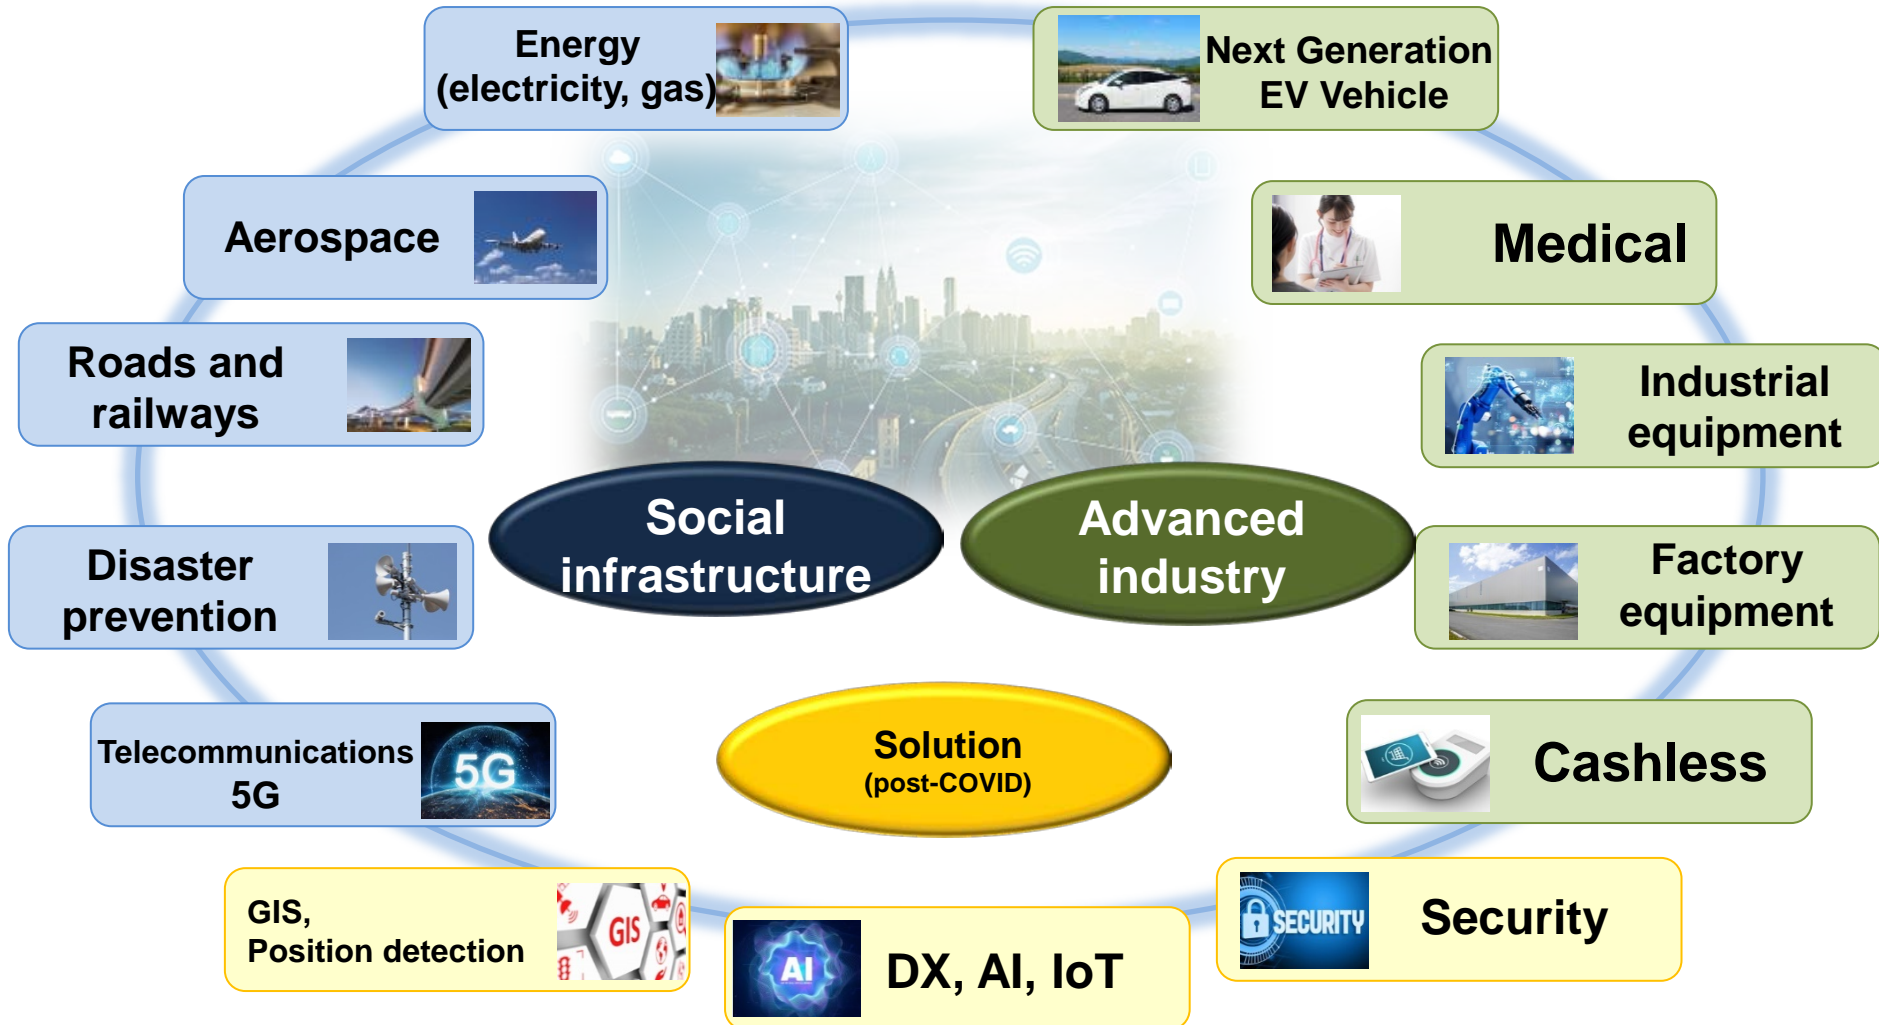 Energy
(electricity, gas)
Next Generation
EV Vehicle
Aerospace
Medical
Roads and
railways
Industrial
equipment
Social
infrastructure
Advanced
industry
Disaster
prevention
Factory
equipment
Telecommunications
5G
5G
Solution
(post-COVID)
Cashless
GIS,
Position detection
GIS
AI
DX, AI, IoT
SECURITY
Security